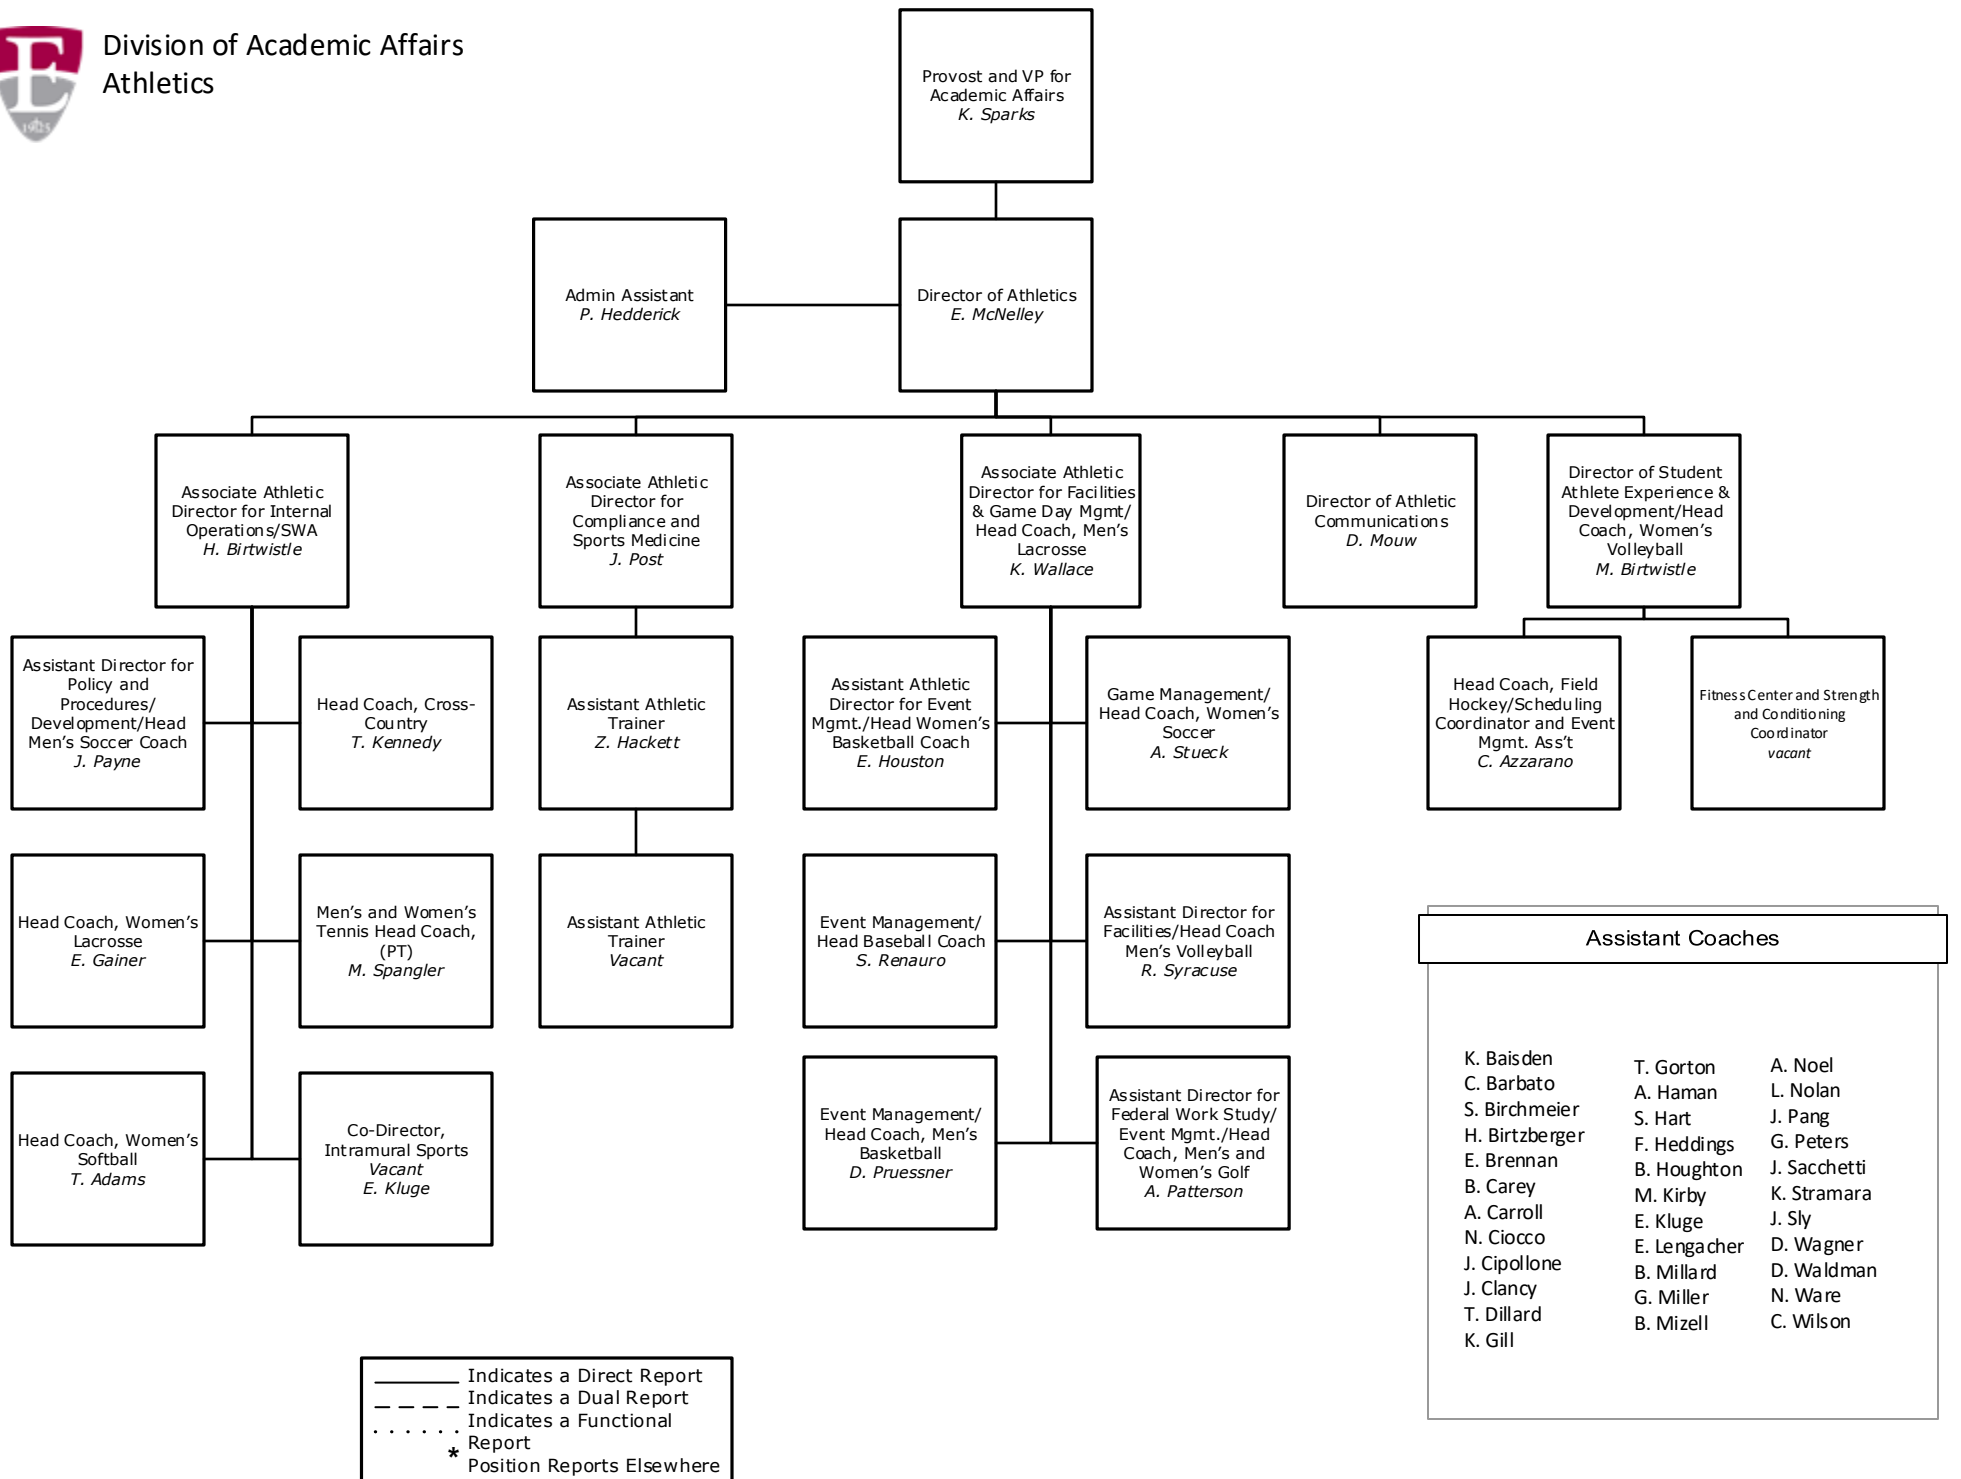 E
1925
Division of Academic Affairs
Athletics
Provost and VP for
Academic Affairs
K. Sparks
Admin Assistant
P. Hedderick
Director of Athletics
E. McNelley
Associate Athletic
Director for Internal
Operations/SWA
H. Birtwistle
Associate Athletic
Director for
Compliance and
Sports Medicine
J. Post
Associate Athletic
Director for Facilities
& Game Day Mgmt/
Head Coach, Men’s
Lacrosse
K. Wallace
Director of Athletic
Communications
D. Mouw
Director of Student
Athlete Experience &
Development/Head
Coach, Women’s
Volleyball
M. Birtwistle
Assistant Director for
Policy and
Procedures/
Development/Head
Men’s Soccer Coach
J. Payne
Head Coach, Cross-
Country
T. Kennedy
Assistant Athletic
Trainer
Z. Hackett
Assistant Athletic
Director for Event
Mgmt./Head Women’s
Basketball Coach
E. Houston
Game Management/
Head Coach, Women’s
Soccer
A. Stueck
Head Coach, Field
Hockey/Scheduling
Coordinator and Event
Mgmt. Ass’t
C. Azzarano
Fitness Center and Strength
and Conditioning
Coordinator
vacant
Head Coach, Women’s
Lacrosse
E. Gainer
Men’s and Women’s
Tennis Head Coach,
(PT)
M. Spangler
Assistant Athletic
Trainer
Vacant
Event Management/
Head Baseball Coach
S. Renauro
Assistant Director for
Facilities/Head Coach
Men’s Volleyball
R. Syracuse
Head Coach, Women’s
Softball
T. Adams
Co-Director,
Intramural Sports
Vacant
E. Kluge
Event Management/
Head Coach, Men’s
Basketball
D. Pruessner
Assistant Director for
Federal Work Study/
Event Mgmt./Head
Coach, Men’s and
Women’s Golf
A. Patterson
Assistant Coaches
K. Baisden
C. Barbato
S. Birchmeier
H. Birtzberger
E. Brennan
B. Carey
A. Carroll
N. Ciocco
J. Cipollone
J. Clancy
T. Dillard
K. Gill
T. Gorton
A. Haman
S. Hart
F. Heddings
B. Houghton
M. Kirby
E. Kluge
E. Lengacher
B. Millard
G. Miller
B. Mizell
A. Noel
L. Nolan
J. Pang
G. Peters
J. Sacchetti
K. Stramara
J. Sly
D. Wagner
D. Waldman
N. Ware
C. Wilson
Indicates a Direct Report
Indicates a Dual Report
Indicates a Functional
Report
* Position Reports Elsewhere